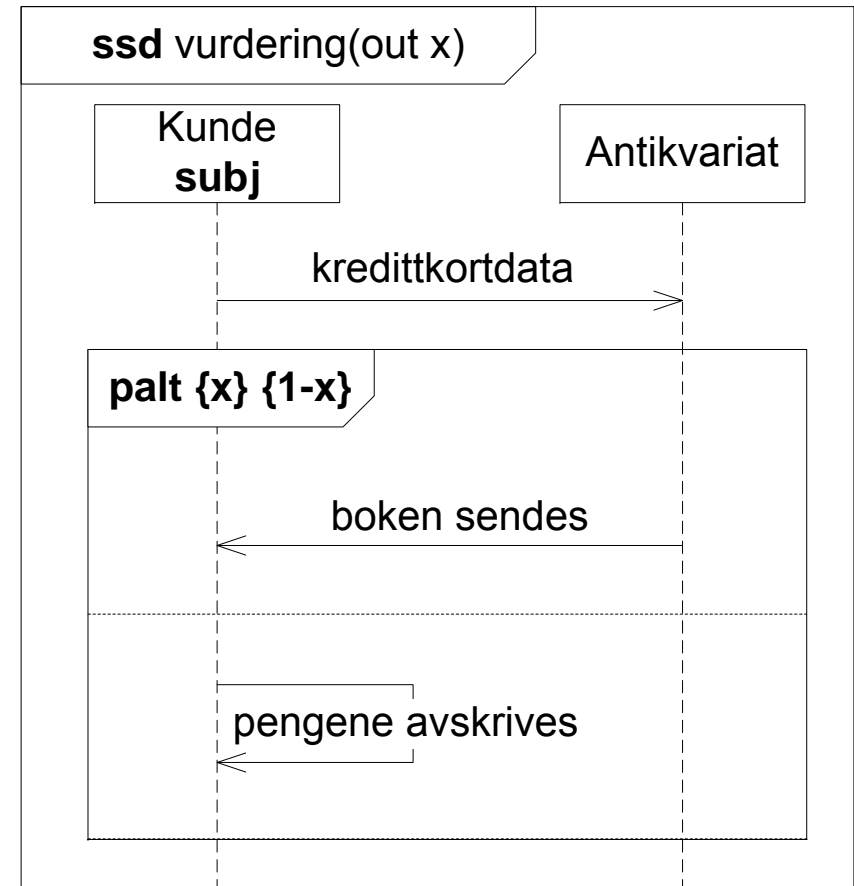 ssd vurdering(out x)
Kunde
subj
Antikvariat
kredittkortdata
palt {x} {1-x}
boken sendes
pengene avskrives